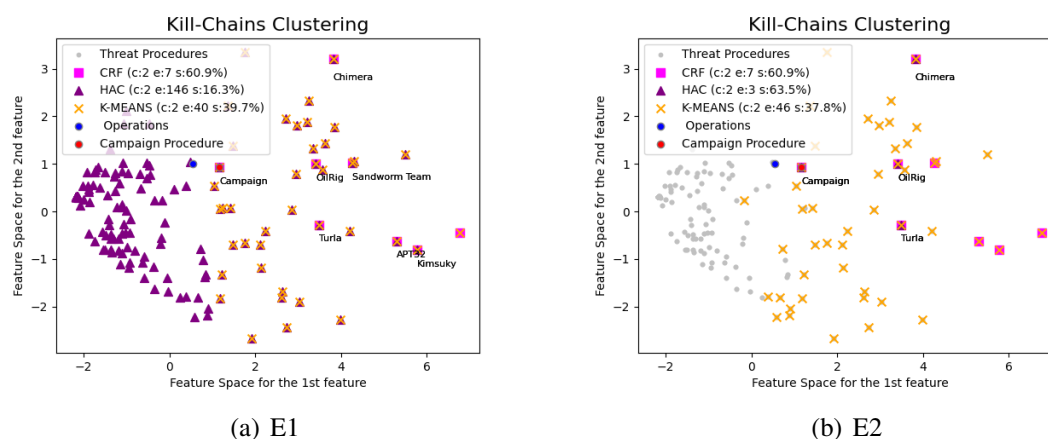 Kill-Chains Clustering
Threat Procedures
CRF (c:2 e:7 s:60.9%)
HAC (c:2 e:146 s:16.3%)
K-MEANS (c:2 e:40 s:39.7%)
Operations
Campaign Procedure
Chimera
Campaign
OilRig
Sandworm Team
Turla
APT32
Kimsuky
3
2
1
0
−1
−2
−2
0
2
4
6
Feature Space for the 1st feature
Feature Space for the 2nd feature
(a) E1
Kill-Chains Clustering
Threat Procedures
CRF (c:2 e:7 s:60.9%)
HAC (c:2 e:3 s:63.5%)
K-MEANS (c:2 e:46 s:37.8%)
Operations
Campaign Procedure
Chimera
Campaign
OilRig
Turla
3
2
1
0
−1
−2
−2
0
2
4
6
Feature Space for the 1st feature
Feature Space for the 2nd feature
(b) E2